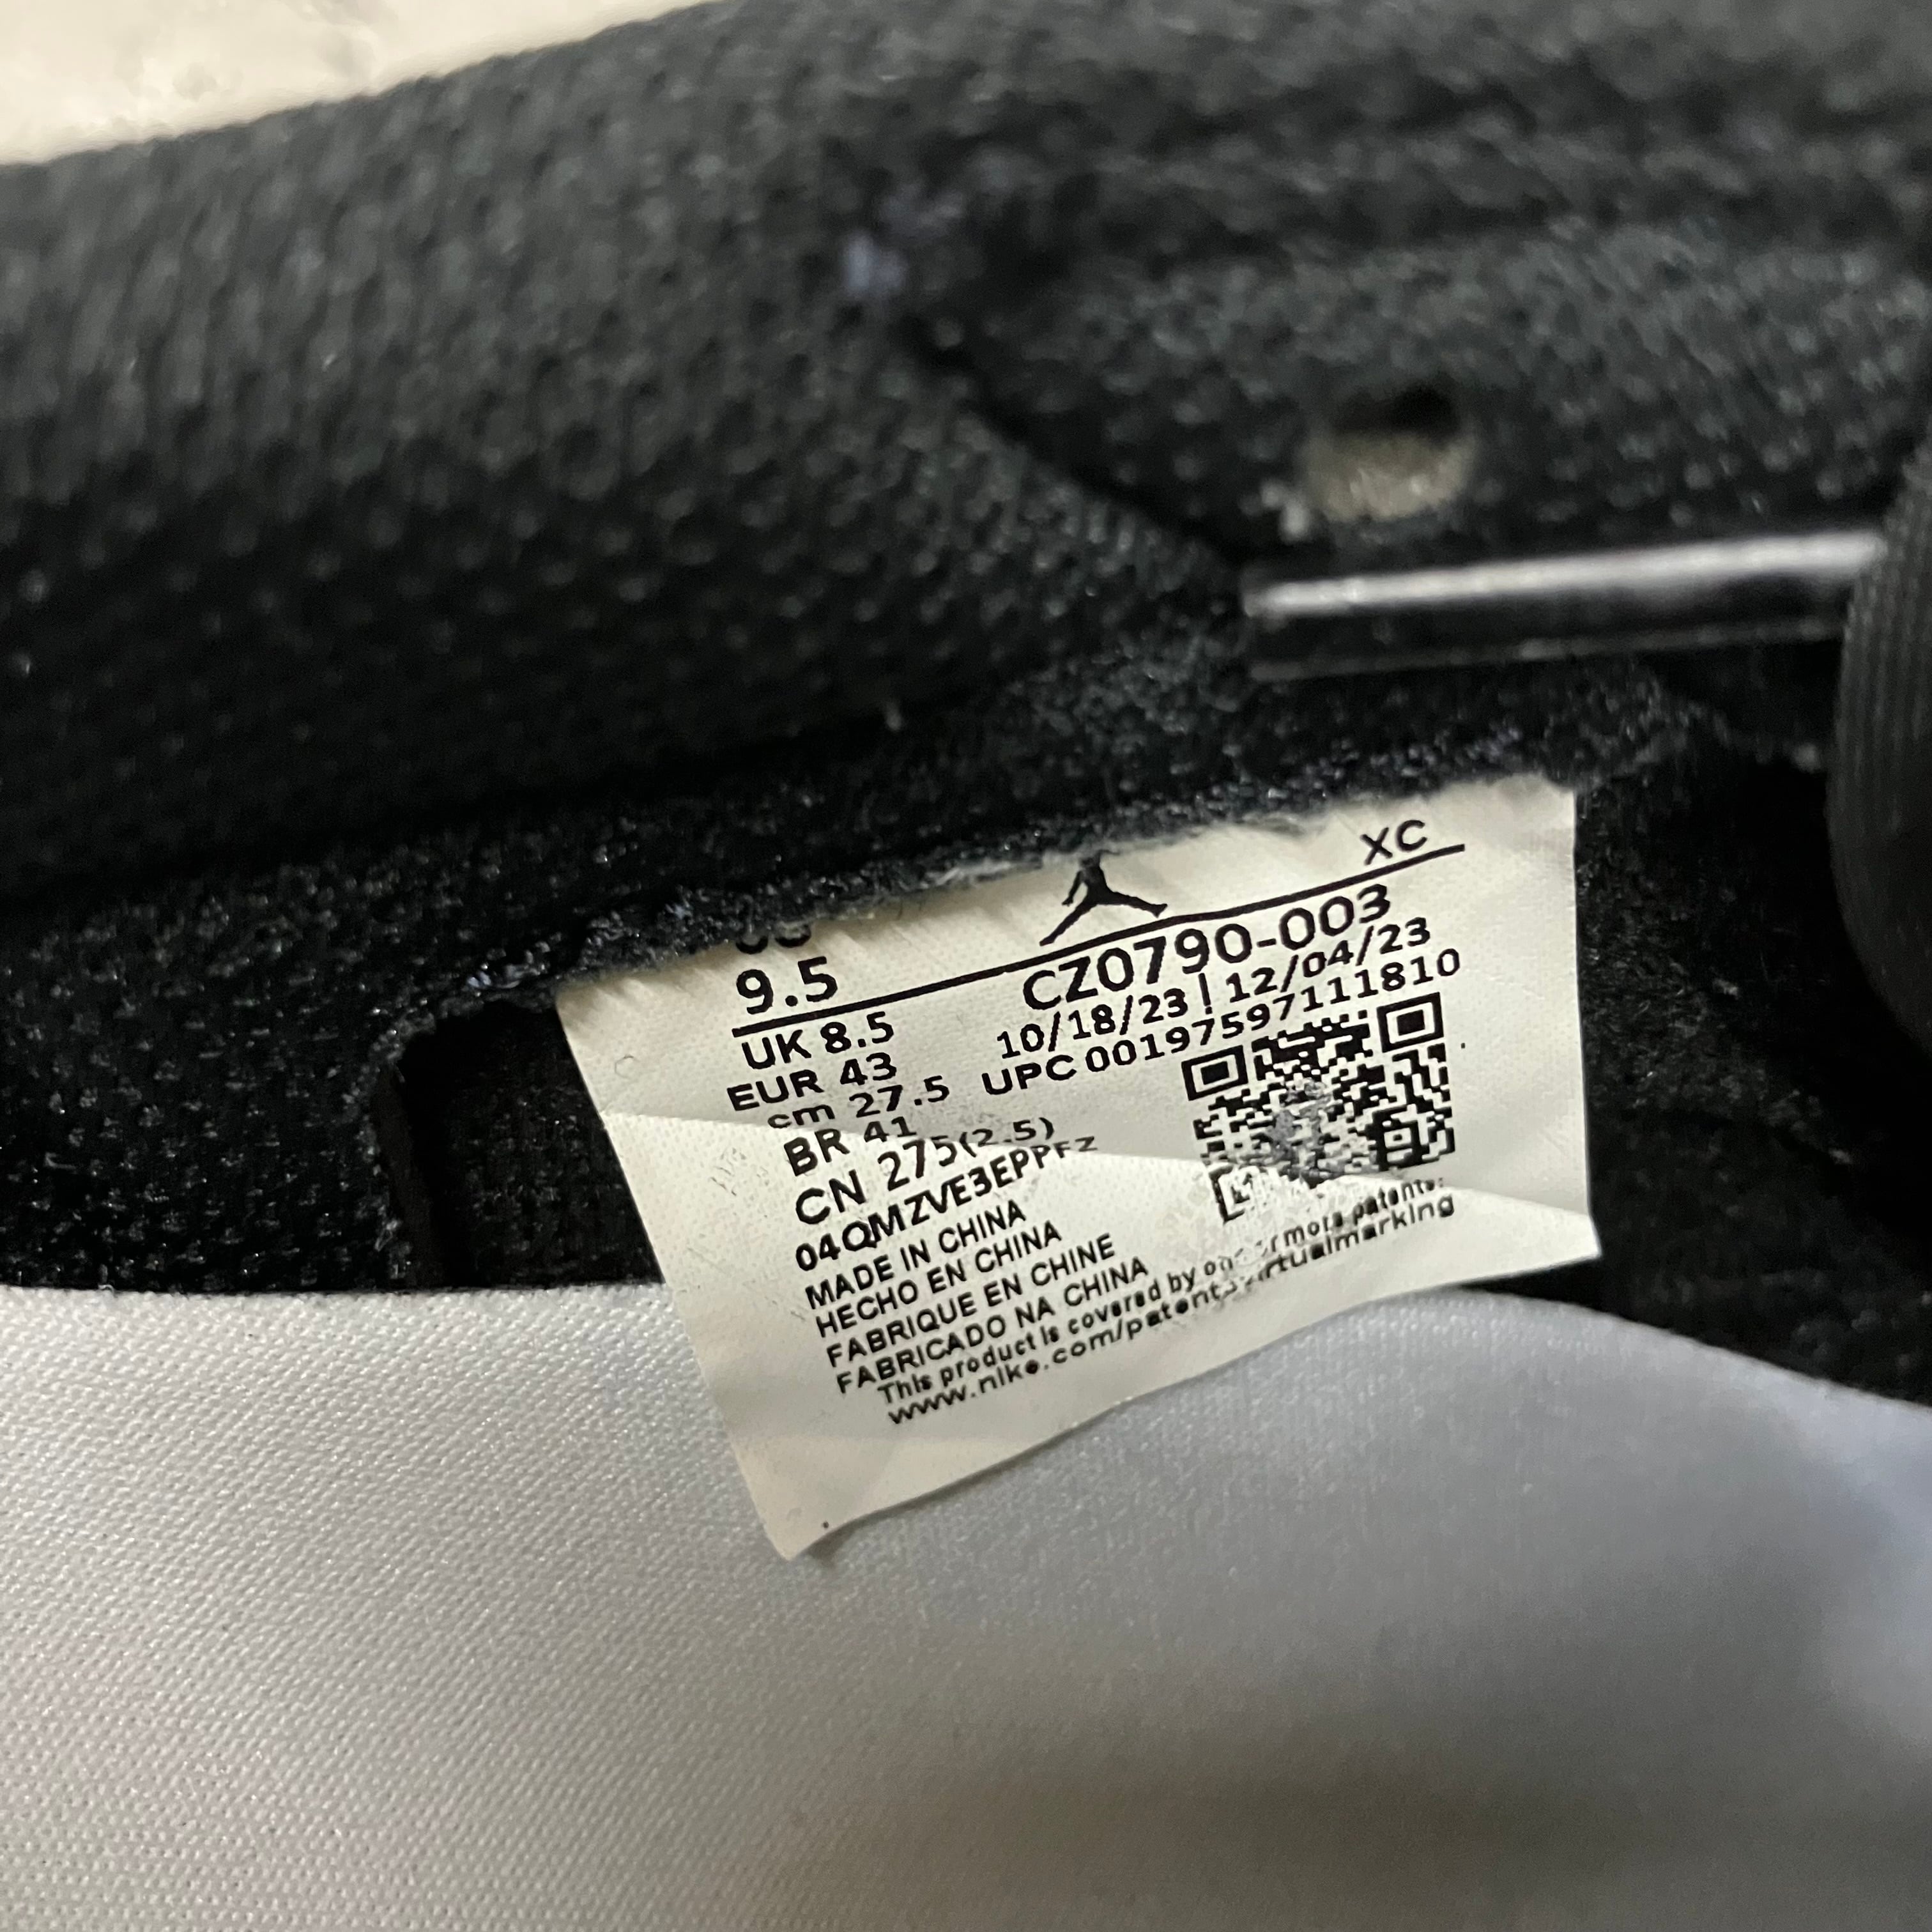 XC
9.5
CZ0790-003
UK 8.5
10/18/23 | 12/04/23
EUR 43
UPC 00197597111810
cm 27.5
BR 41
CN 275(2.5)
04QMZVE3EPPFZ
MADE IN CHINA
HECHO EN CHINA
FABRIQUE EN CHINE
FABRICADO NA CHINA
This product is covered by one or more patents:
www.nike.com/patentsvirtualmarking